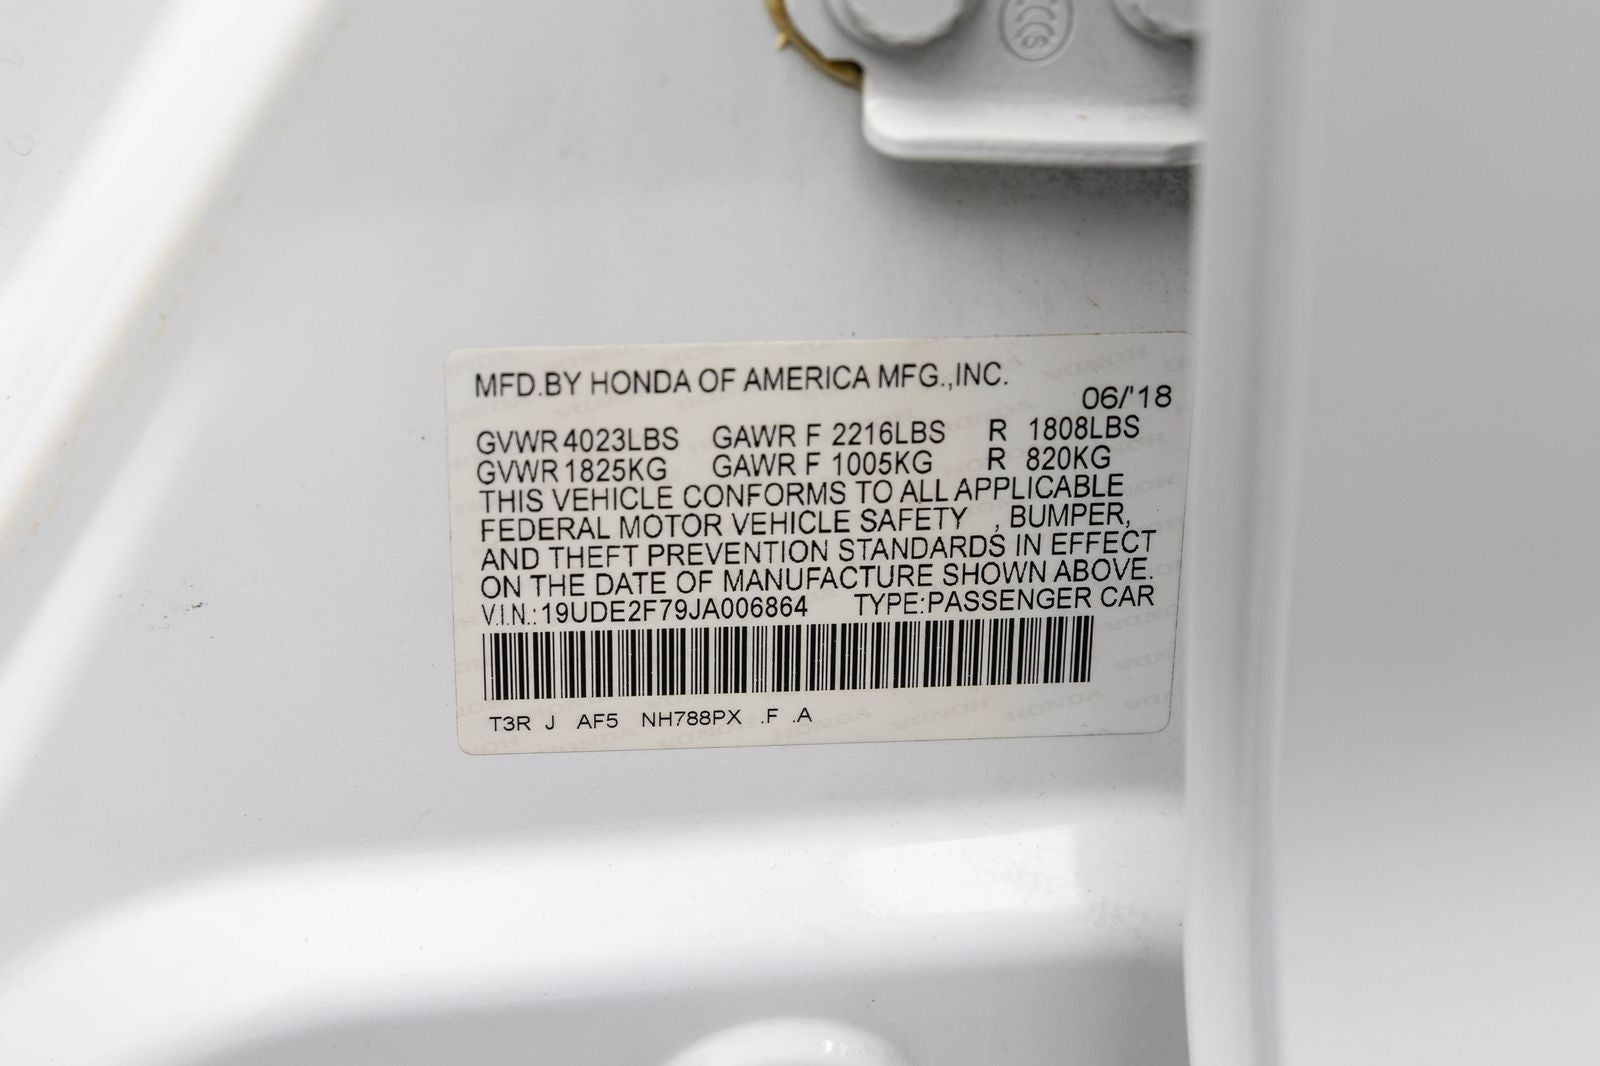 MFD.BY HONDA OF AMERICA MFG.,INC.
06/'18
GVWR 4023LBS GAWR F 2216LBS R 1808LBS
GVWR 1825KG GAWR F 1005KG R 820KG
THIS VEHICLE CONFORMS TO ALL APPLICABLE
FEDERAL MOTOR VEHICLE SAFETY , BUMPER,
AND THEFT PREVENTION STANDARDS IN EFFECT
ON THE DATE OF MANUFACTURE SHOWN ABOVE.
V.I.N.:19UDE2F79JA006864 TYPE:PASSENGER CAR
T3R J AF5 NH788PX .F .A